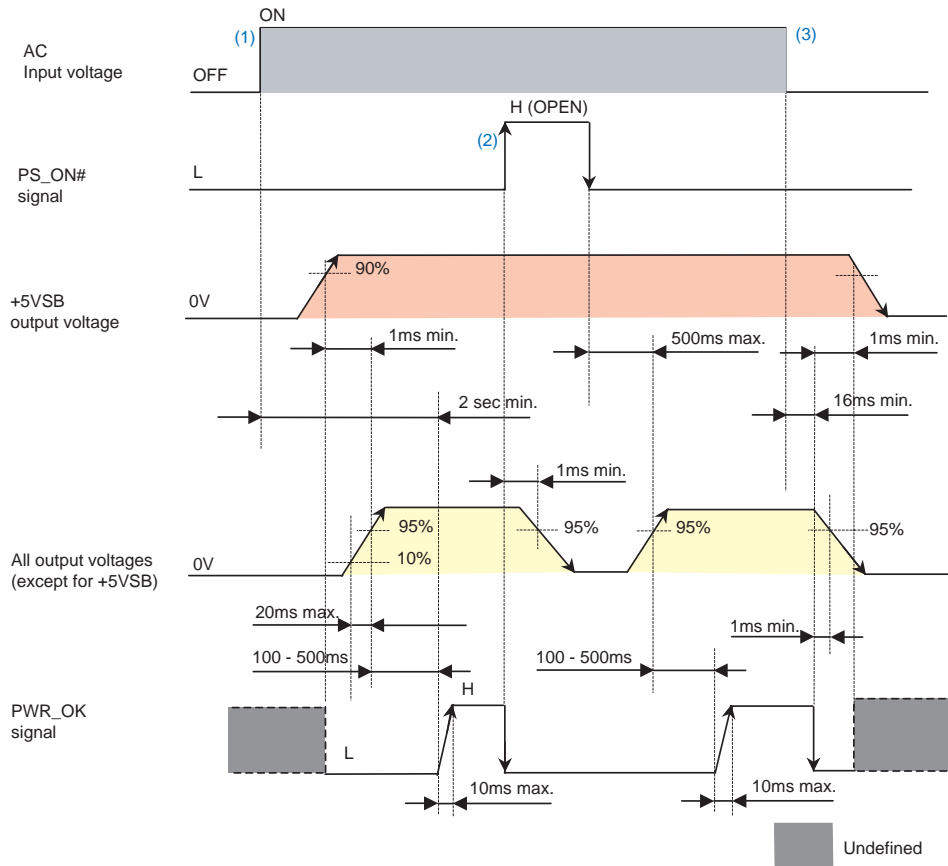 ON
(1)
(3)
AC
Input voltage
OFF
H (OPEN)
(2)
L
PS_ON#
signal
90%
+5VSB
output voltage
0V
1ms min.
500ms max.
1ms min.
2 sec min.
16ms min.
1ms min.
95%
95%
95%
95%
All output voltages
(except for +5VSB)
0V
10%
20ms max.
1ms min.
100 - 500ms
100 - 500ms
H
PWR_OK
signal
L
10ms max.
10ms max.
Undefined